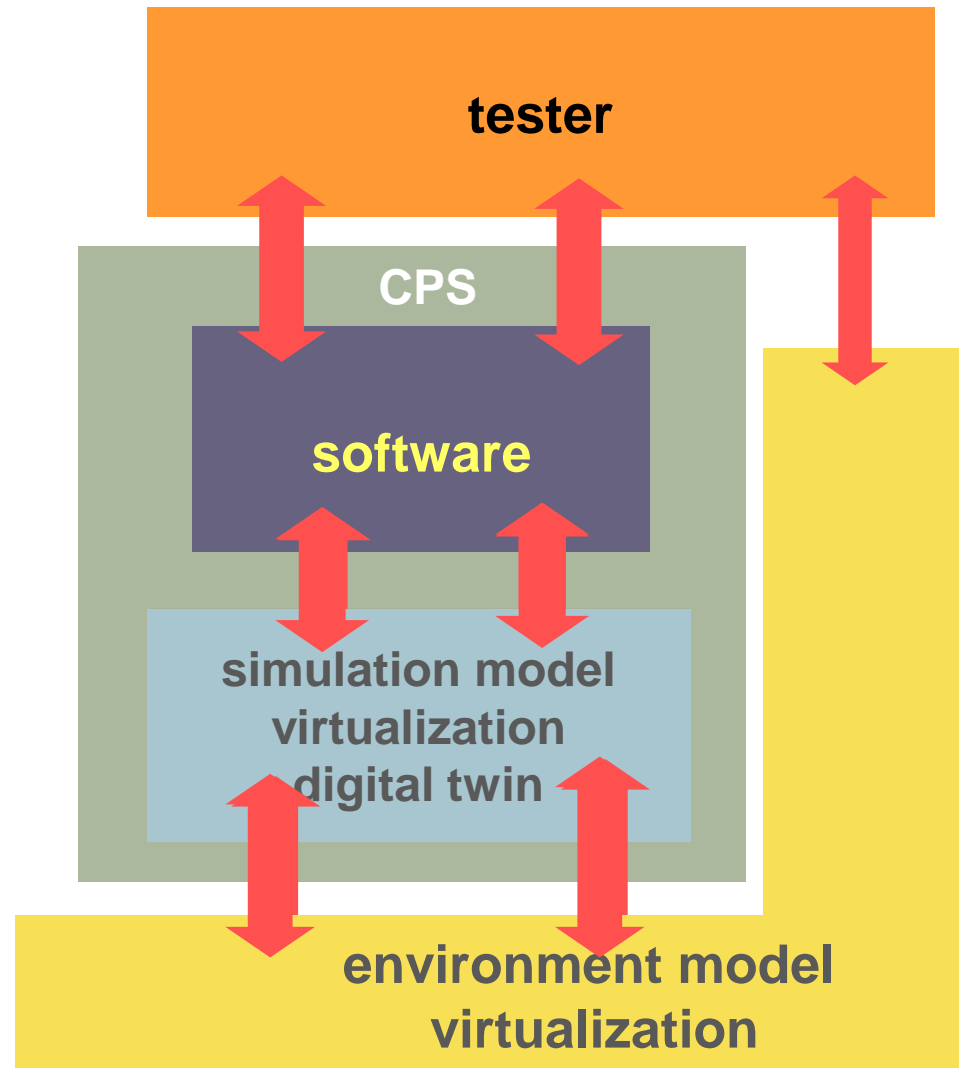 tester
CPS
software
simulation model
virtualization
digital twin
environment model
virtualization